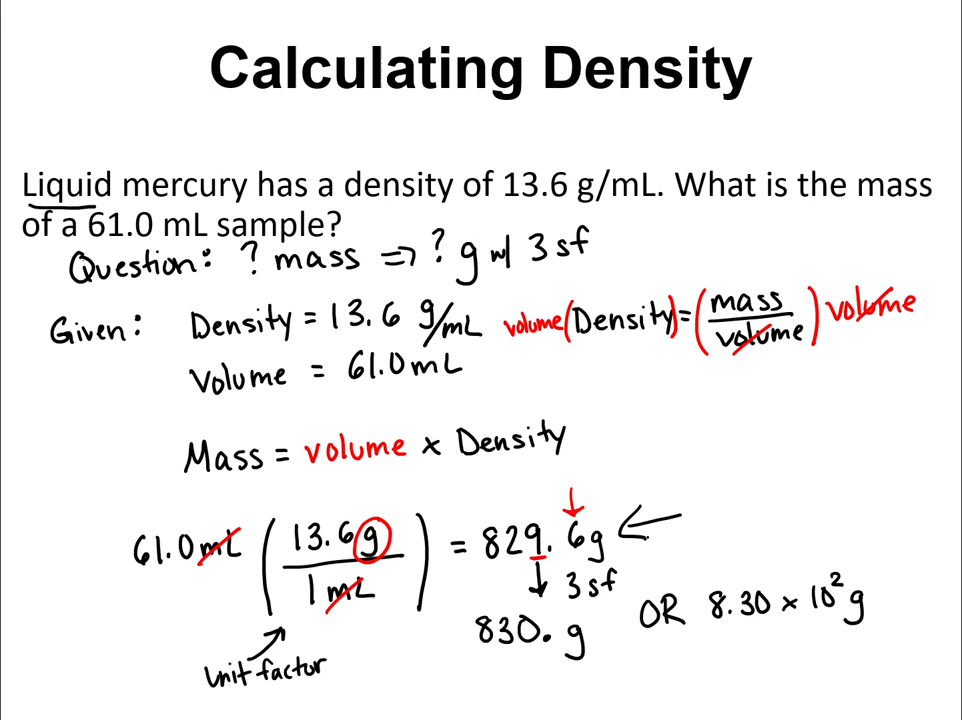 Calculating Density
Liquid mercury has a density of 13.6 g/mL. What is the mass
of a 61.0 mL sample?
Question: ? mass => ? g w/ 3 sf
Given: Density = 13.6 g/mL volume(Density) = (mass/volume) volume
Volume = 61.0 mL
Mass = volume x Density
61.0 mL (13.6 g / 1 mL) = 829.6g
3 sf
830. g OR 8.30 x 10² g
Unit factor